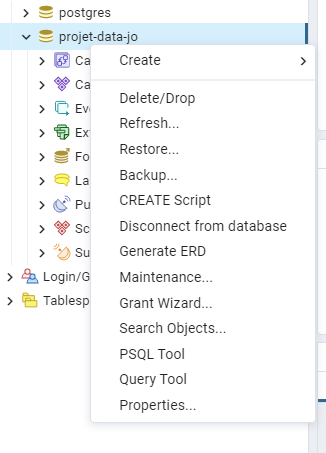 postgres
projet-data-jo
Create
Ca
Delete/Drop
Ca
Refresh...
Eve
Restore...
Ext
Backup...
Fo
CREATE Script
La
Disconnect from database
Pu
Generate ERD
Sc
Maintenance...
Su
Grant Wizard...
Login/G
Search Objects...
Tablesp
PSQL Tool
Query Tool
Properties...